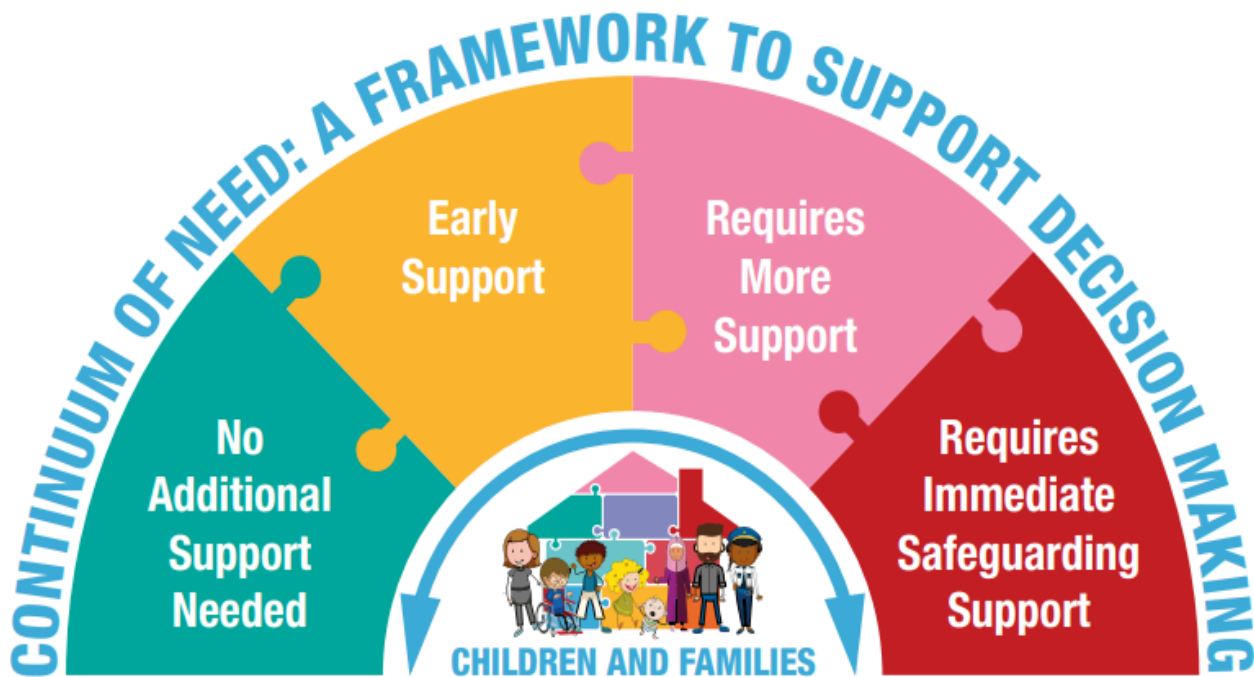 CONTINUUM OF NEED: A FRAMEWORK TO SUPPORT DECISION MAKING
No
Additional
Support
Needed
Early
Support
Requires
More
Support
Requires
Immediate
Safeguarding
Support
CHILDREN AND FAMILIES